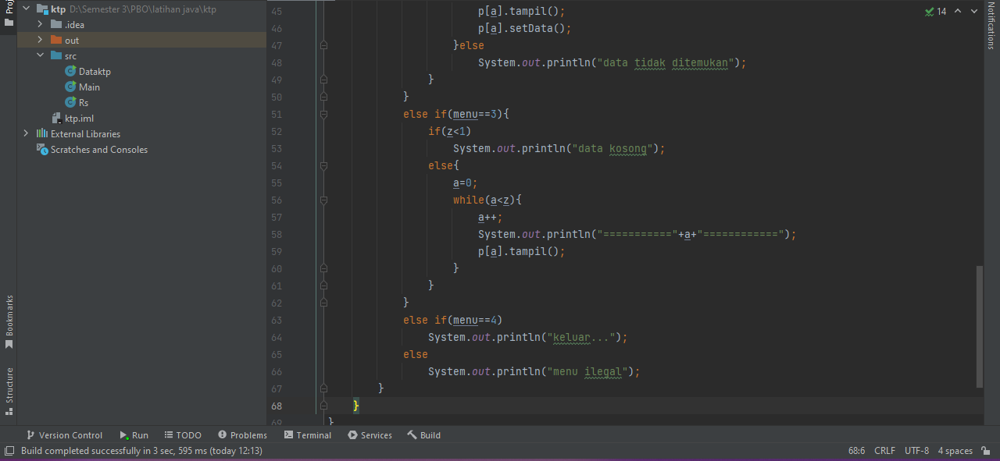 Proj
ktp D:\Semester 3\PBO\latihan java\ktp
.idea
out
src
Dataktp
Main
Rs
ktp.iml
External Libraries
Scratches and Consoles
Bookmarks
Structure
45 p[a].tampil();
46 p[a].setData();
47 }else
48 System.out.println("data tidak ditemukan");
49 }
50 }
51 else if(menu==3){
52 if(z<1)
53 System.out.println("data kosong");
54 else{
55 a=0;
56 while(a<z){
57 a++;
58 System.out.println("==========="+a+"============");
59 p[a].tampil();
60 }
61 }
62 }
63 else if(menu==4)
64 System.out.println("keluar...");
65 else
66 System.out.println("menu ilegal");
67 }
68 }
69 }
14
Notifications
Version Control Run TODO Problems Terminal Services Build
Build completed successfully in 3 sec, 595 ms (today 12:13) 68:6 CRLF UTF-8 4 spaces